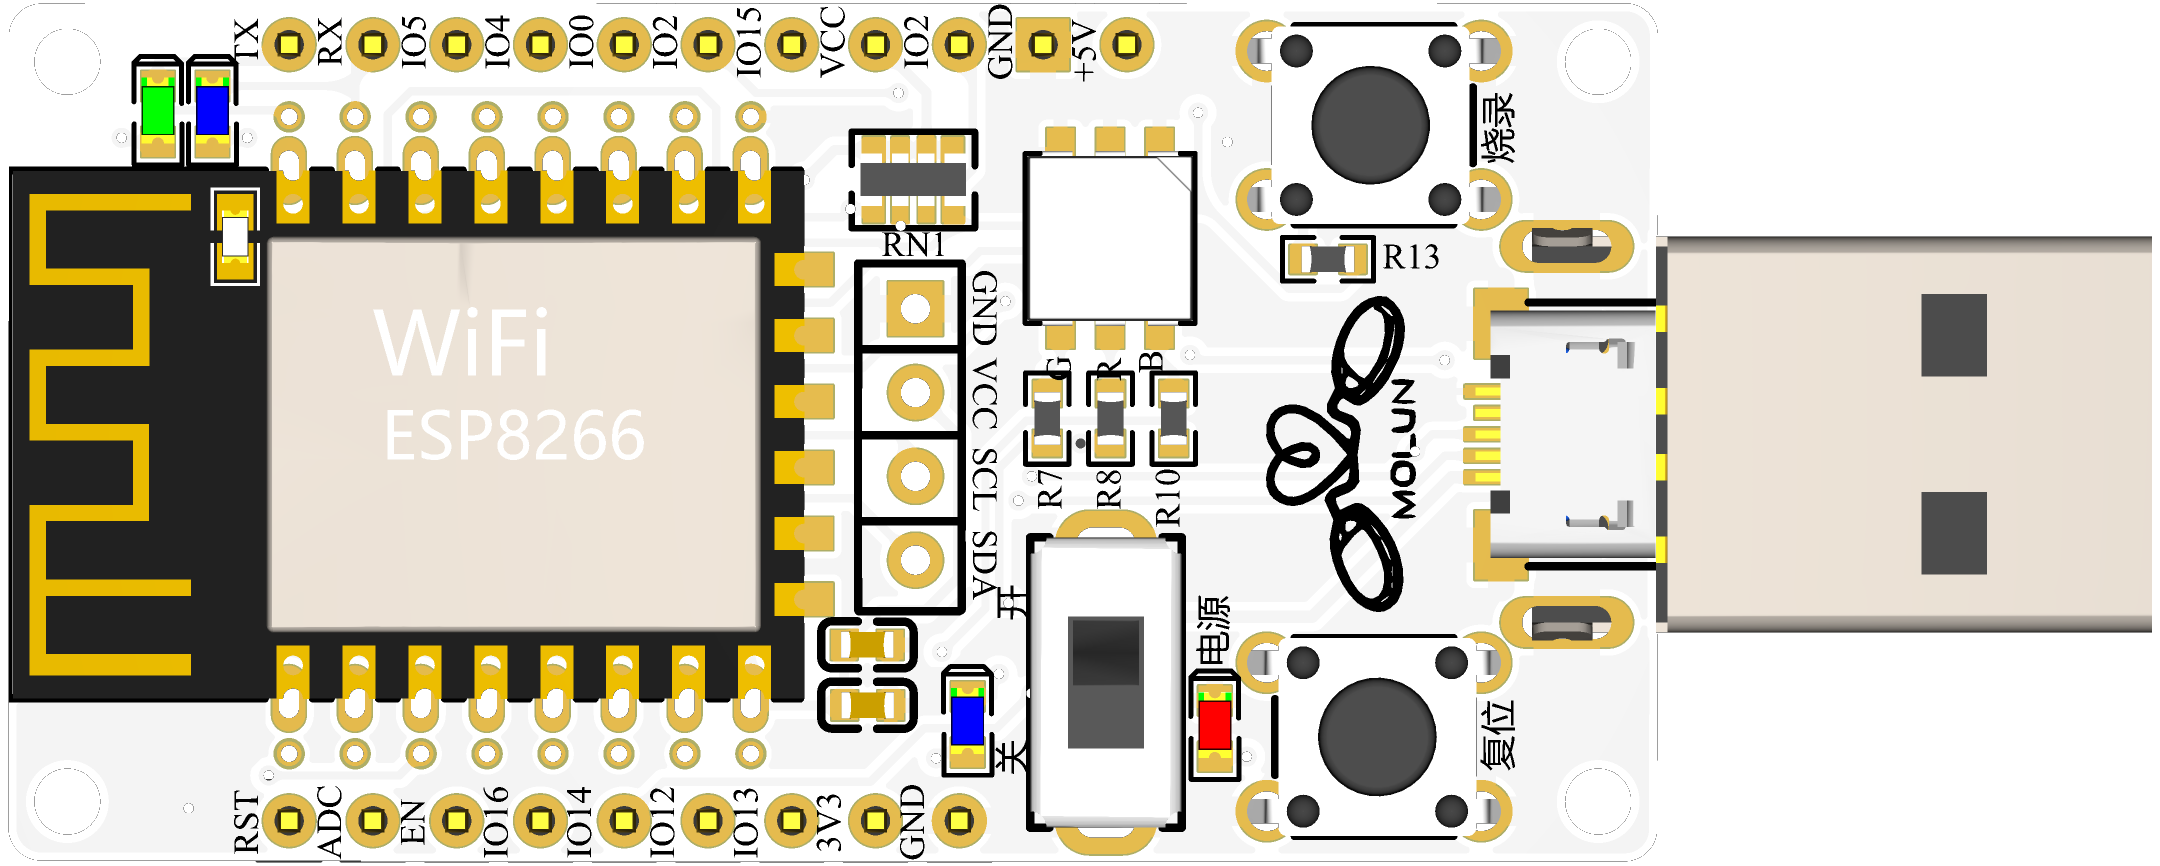 TX
RX
IO5
IO4
IO0
IO2
IO15
VCC
IO2
GND
+5V
烧录
RN1
R13
WiFi
ESP8266
GND
VCC
SCL
SDA
G
R
B
R7
R8
R10
MOLUN
开
关
电源
复位
RST
ADC
EN
IO16
IO14
IO12
IO13
3V3
GND